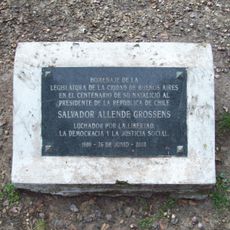 HOMENAJE DE LA
LEGISLATURA DE LA CIUDAD DE BUENOS AIRES
EN EL CENTENARIO DE SU NATALICIO AL
PRESIDENTE DE LA REPUBLICA DE CHILE
SALVADOR ALLENDE GROSSENS
LUCHADOR POR LA LIBERTAD
LA DEMOCRACIA Y LA JUSTICIA SOCIAL
1908 - 26 DE JUNIO - 2008